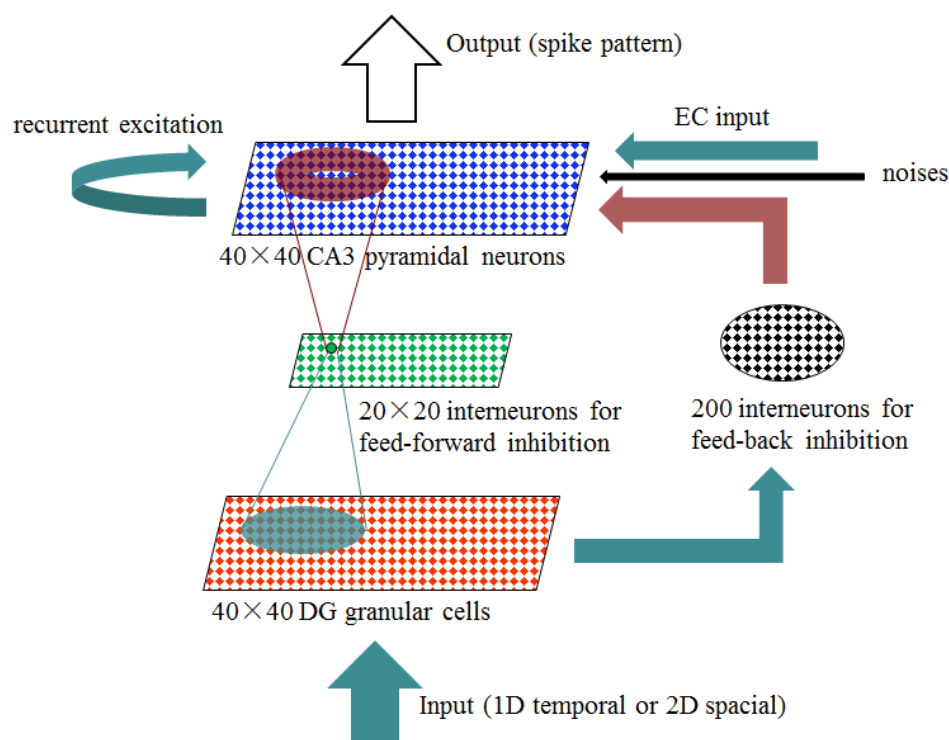 Output (spike pattern)
recurrent excitation
EC input
noises
40×40 CA3 pyramidal neurons
20×20 interneurons for
feed-forward inhibition
200 interneurons for
feed-back inhibition
40×40 DG granular cells
Input (1D temporal or 2D spacial)